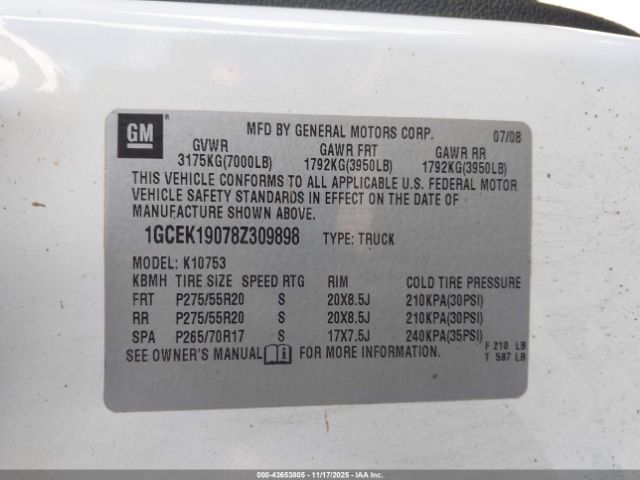 GM ®
MFD BY GENERAL MOTORS CORP. 07/08
GVWR GAWR FRT GAWR RR
3175KG(7000LB) 1792KG(3950LB) 1792KG(3950LB)
THIS VEHICLE CONFORMS TO ALL APPLICABLE U.S. FEDERAL MOTOR
VEHICLE SAFETY STANDARDS IN EFFECT ON THE DATE OF
MANUFACTURE SHOWN ABOVE.
1GCEK19078Z309898 TYPE: TRUCK
MODEL: K10753
KBMH TIRE SIZE SPEED RTG RIM COLD TIRE PRESSURE
FRT P275/55R20 S 20X8.5J 210KPA(30PSI)
RR P275/55R20 S 20X8.5J 210KPA(30PSI)
SPA P265/70R17 S 17X7.5J 240KPA(35PSI)
SEE OWNER'S MANUAL i FOR MORE INFORMATION.
F 210 LB
T 587 LB
000-43653805 - 11/17/2025 - IAAI Copart